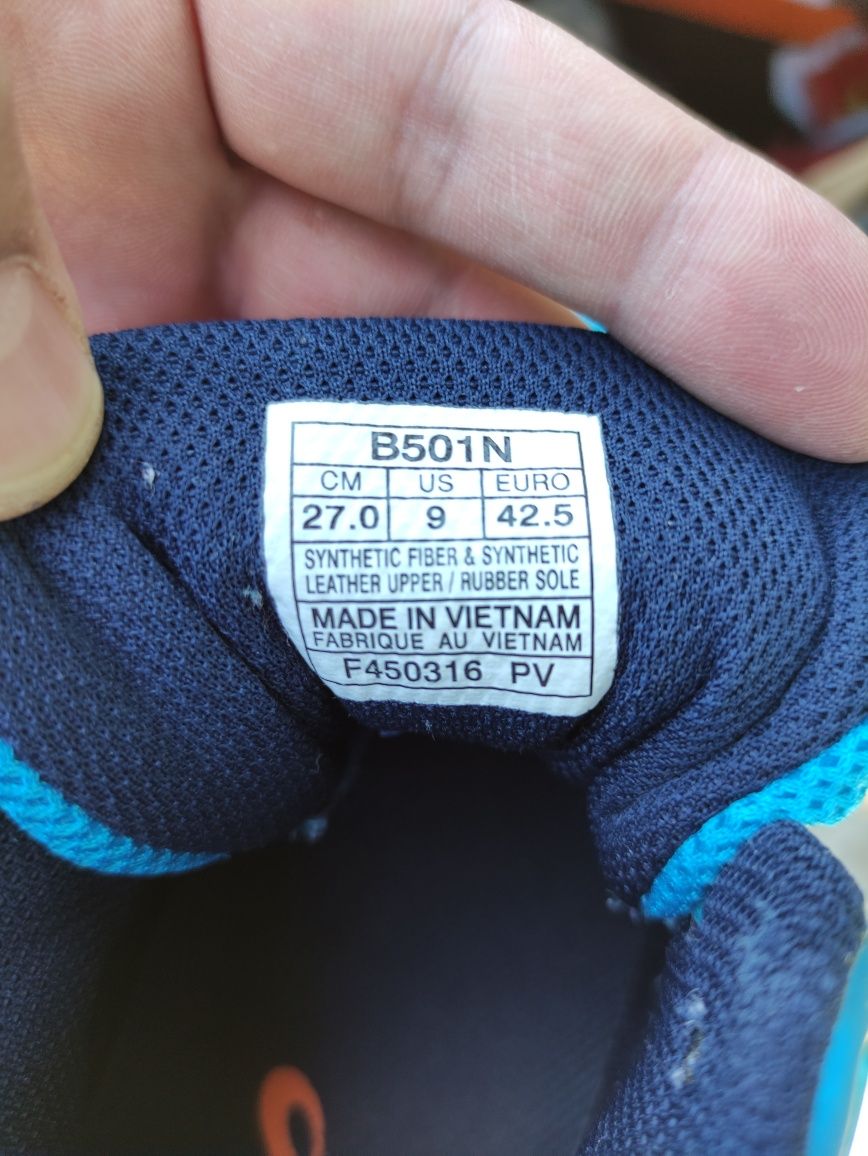 B501N
CM US EURO
27.0 9 42.5
SYNTHETIC FIBER & SYNTHETIC
LEATHER UPPER / RUBBER SOLE
MADE IN VIETNAM
FABRIQUE AU VIETNAM
F450316 PV